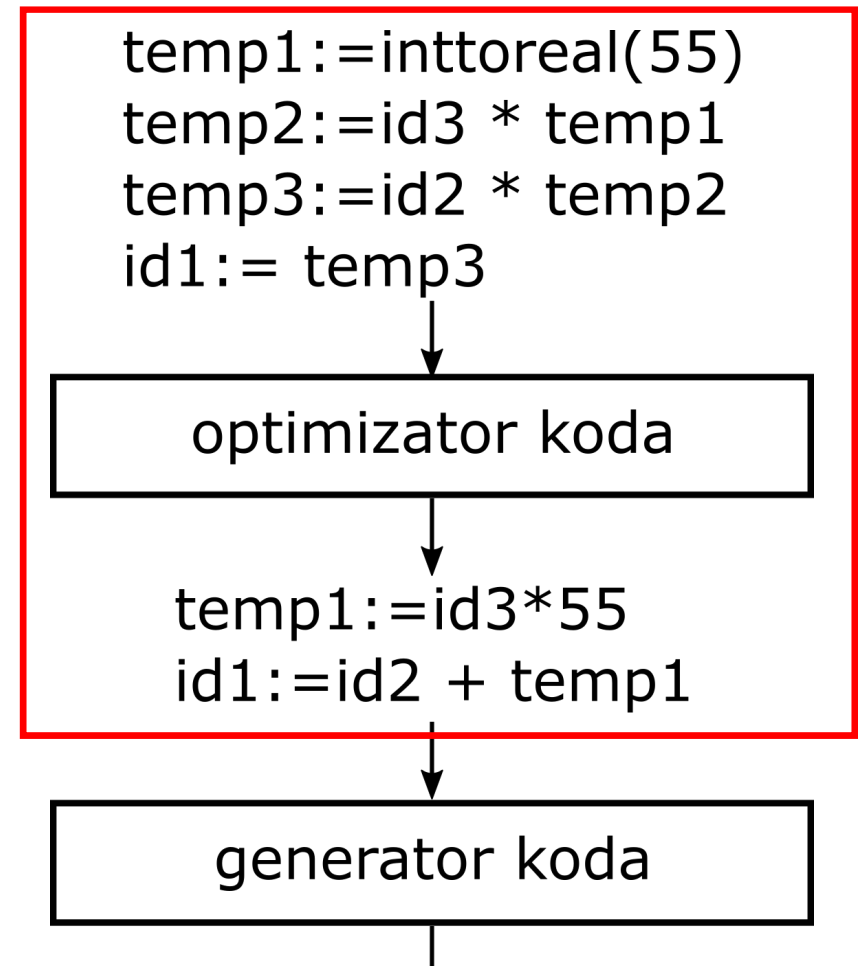 temp1:=inttoreal(55)
temp2:=id3 * temp1
temp3:=id2 * temp2
id1:= temp3
optimizator koda
temp1:=id3*55
id1:=id2 + temp1
generator koda